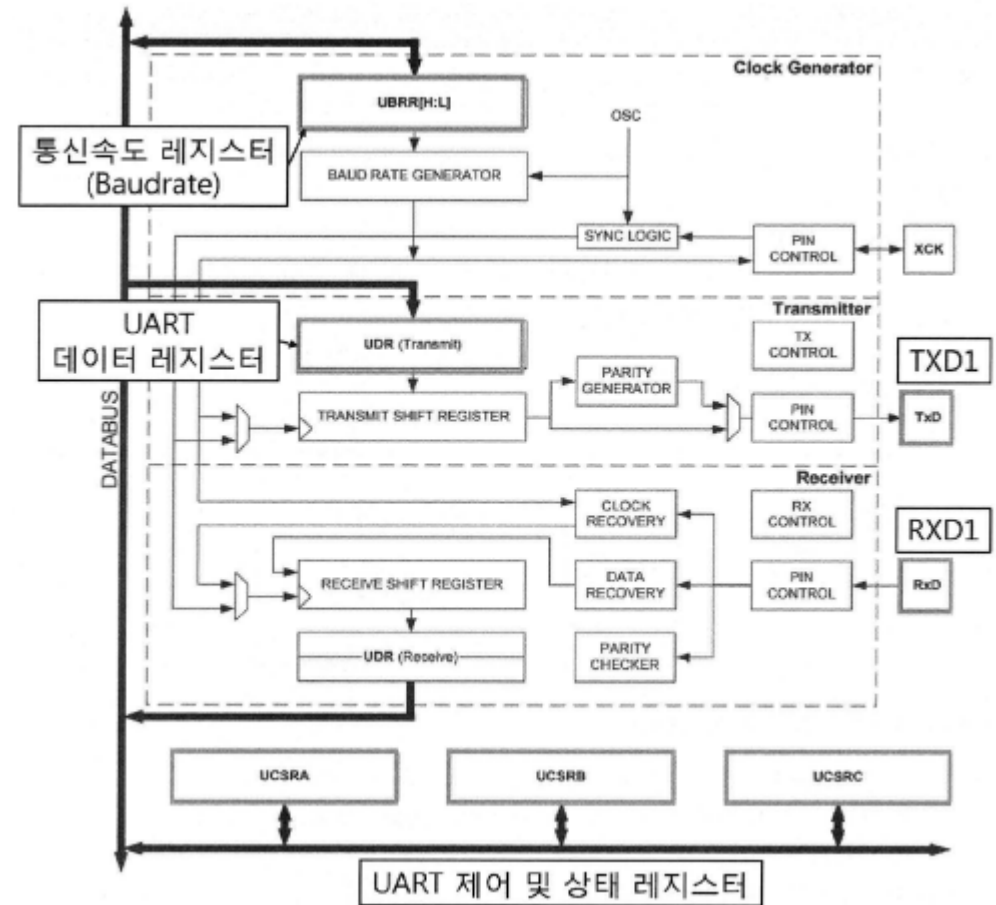 Clock Generator
UBRR[H:L]
OSC
통신속도 레지스터
(Baudrate)
BAUD RATE GENERATOR
SYNC LOGIC
PIN
CONTROL
XCK
Transmitter
UART
데이터 레지스터
UDR (Transmit)
TX
CONTROL
PARITY
GENERATOR
TXD1
TRANSMIT SHIFT REGISTER
PIN
CONTROL
TxD
DATABUS
Receiver
CLOCK
RECOVERY
RX
CONTROL
RXD1
RECEIVE SHIFT REGISTER
DATA
RECOVERY
PIN
CONTROL
RxD
UDR (Receive)
PARITY
CHECKER
UCSRA
UCSRB
UCSRC
UART 제어 및 상태 레지스터